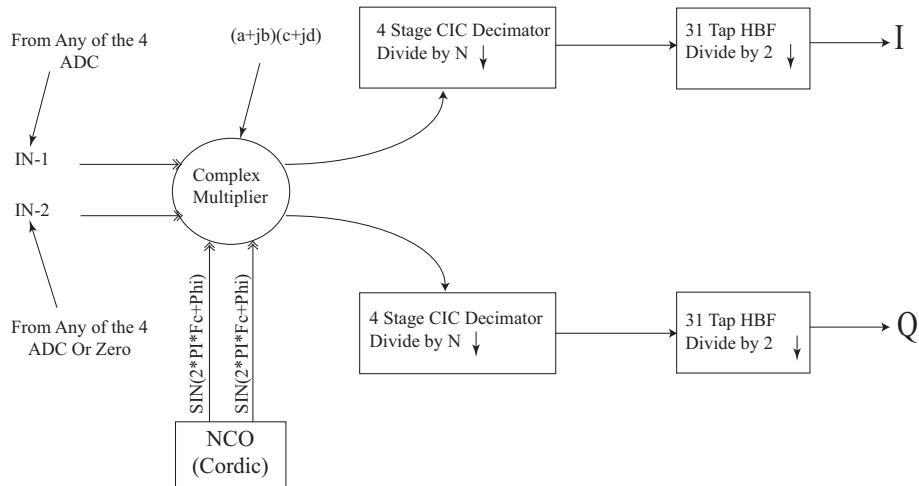 From Any of the 4
ADC
(a+jb)(c+jd)
4 Stage CIC Decimator
Divide by N
31 Tap HBF
Divide by 2
I
IN-1
IN-2
Complex
Multiplier
From Any of the 4
ADC Or Zero
SIN(2*PI*Fc+Phi)
SIN(2*PI*Fc+Phi)
4 Stage CIC Decimator
Divide by N
31 Tap HBF
Divide by 2
Q
NCO
(Cordic)